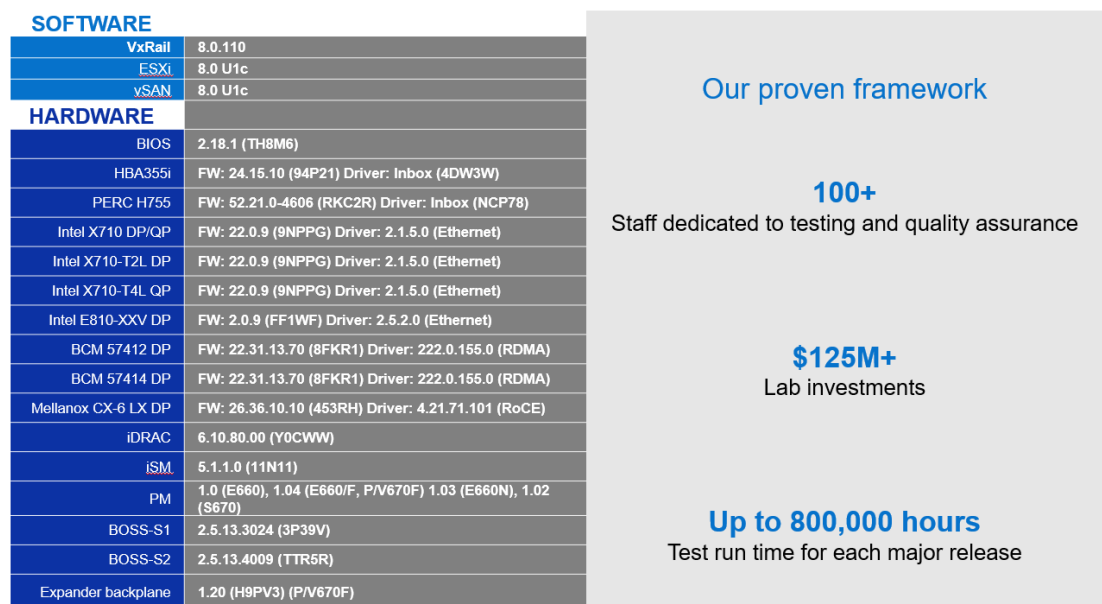 SOFTWARE
VxRail 8.0.110
ESXi 8.0 U1c
vSAN 8.0 U1c
HARDWARE
BIOS 2.18.1 (TH8M6)
HBA355i FW: 24.15.10 (94P21) Driver: Inbox (4DW3W)
PERC H755 FW: 52.21.0-4606 (RKC2R) Driver: Inbox (NCP78)
Intel X710 DP/QP FW: 22.0.9 (9NPPG) Driver: 2.1.5.0 (Ethernet)
Intel X710-T2L DP FW: 22.0.9 (9NPPG) Driver: 2.1.5.0 (Ethernet)
Intel X710-T4L QP FW: 22.0.9 (9NPPG) Driver: 2.1.5.0 (Ethernet)
Intel E810-XXV DP FW: 2.0.9 (FF1WF) Driver: 2.5.2.0 (Ethernet)
BCM 57412 DP FW: 22.31.13.70 (8FKR1) Driver: 222.0.155.0 (RDMA)
BCM 57414 DP FW: 22.31.13.70 (8FKR1) Driver: 222.0.155.0 (RDMA)
Mellanox CX-6 LX DP FW: 26.36.10.10 (453RH) Driver: 4.21.71.101 (RoCE)
iDRAC 6.10.80.00 (Y0CWW)
iSM 5.1.1.0 (11N11)
PM 1.0 (E660), 1.04 (E660/F, P/V670F) 1.03 (E660N), 1.02
(S670)
BOSS-S1 2.5.13.3024 (3P39V)
BOSS-S2 2.5.13.4009 (TTR5R)
Expander backplane 1.20 (H9PV3) (P/V670F)
Our proven framework
100+
Staff dedicated to testing and quality assurance
$125M+
Lab investments
Up to 800,000 hours
Test run time for each major release